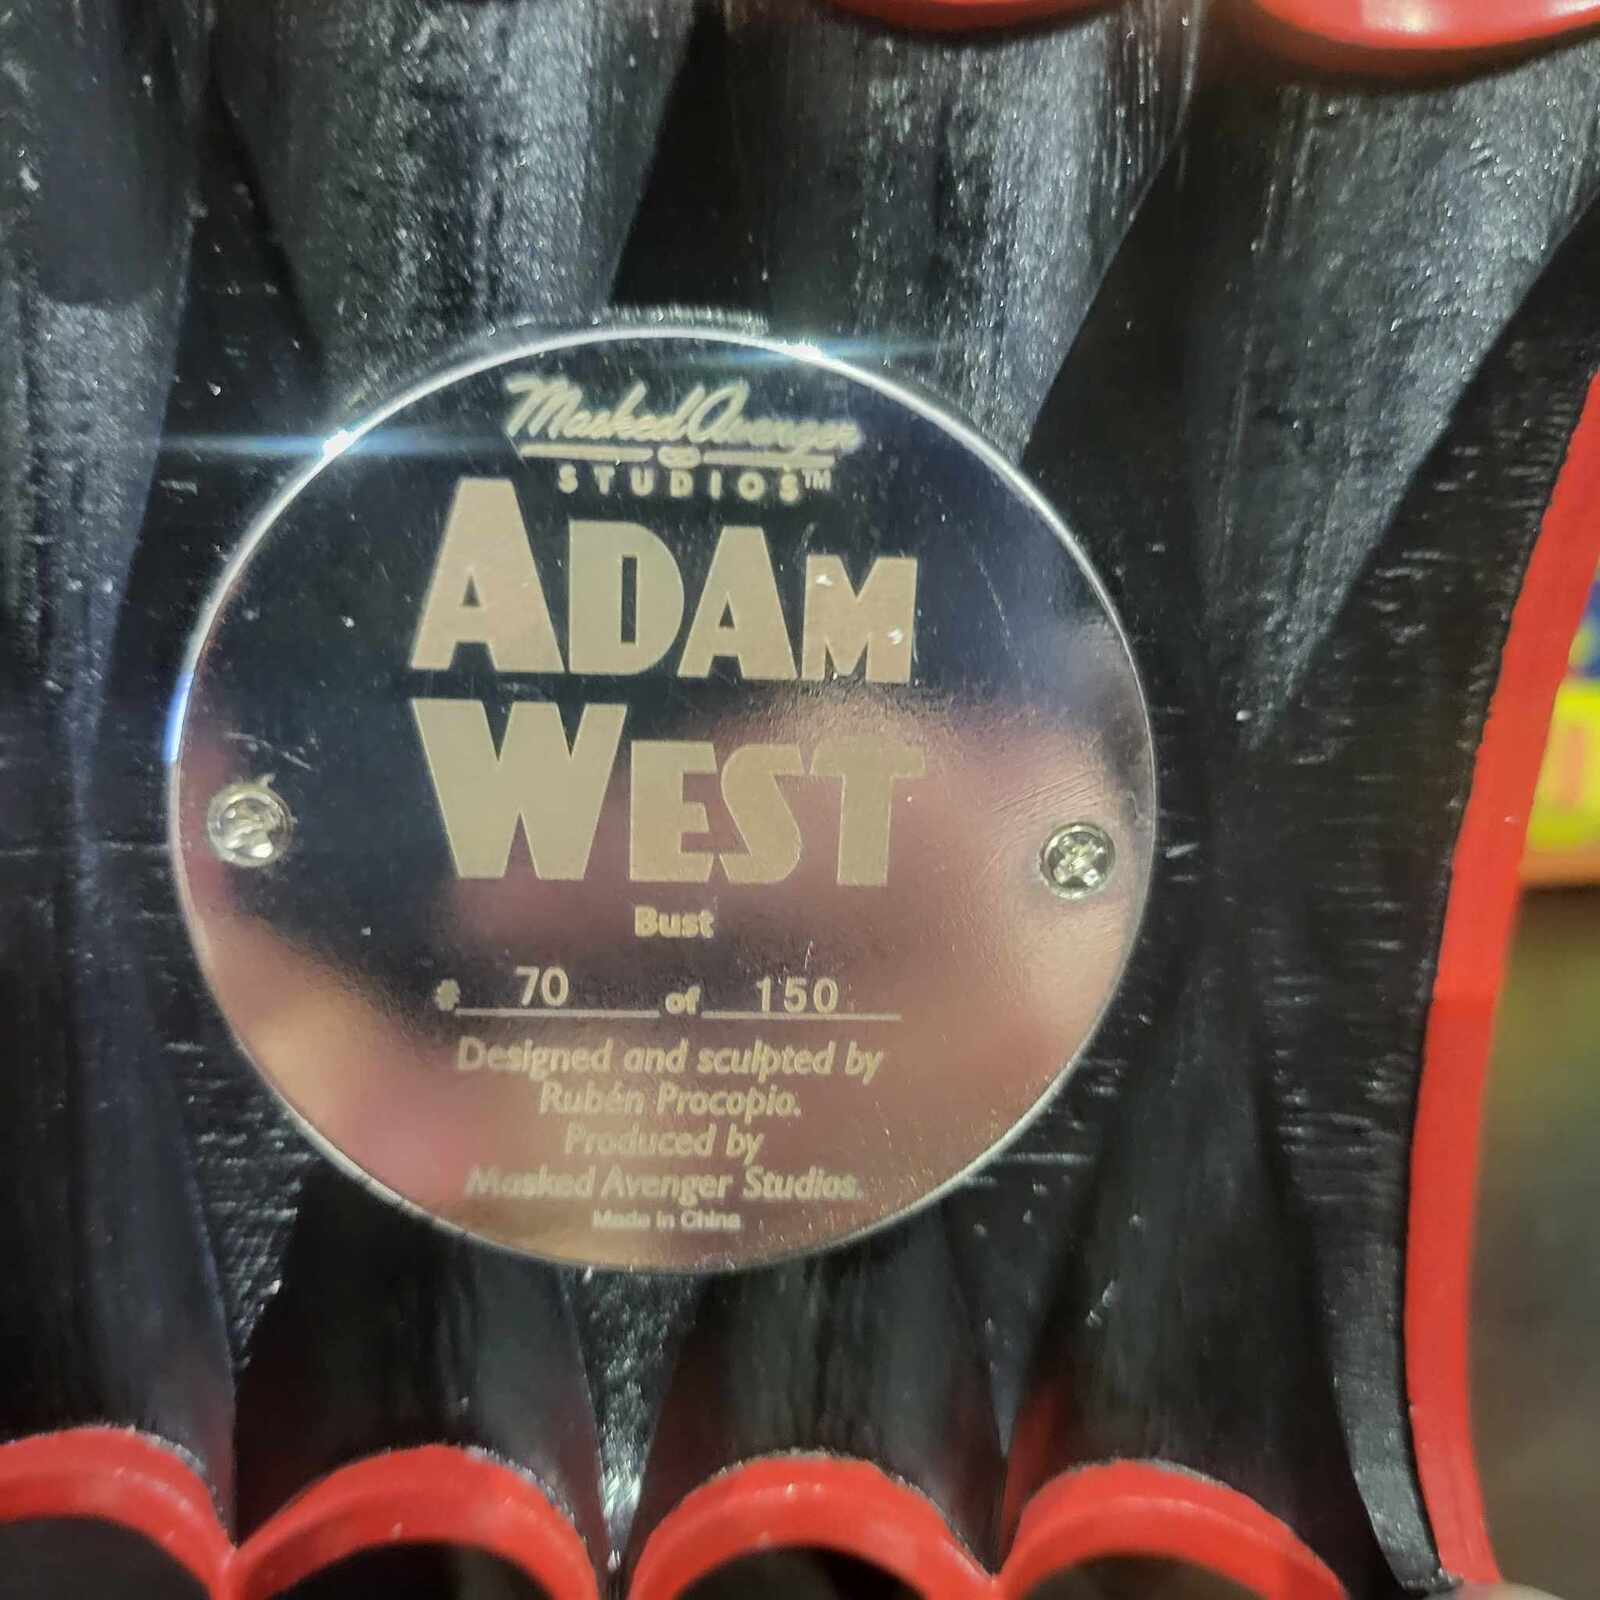 Masked Avenger
STUDIOS™
ADAM
WEST
Bust
# 70 of 150
Designed and sculpted by
Rubén Procopio.
Produced by
Masked Avenger Studios.
Made in China